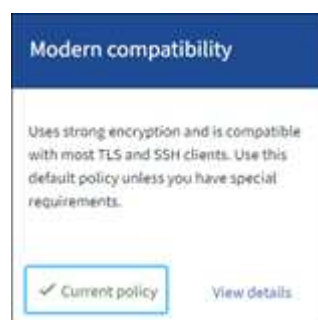 Modern compatibility
Uses strong encryption and is compatible
with most TLS and SSH clients. Use this
default policy unless you have special
requirements.
✓ Current policy
View details